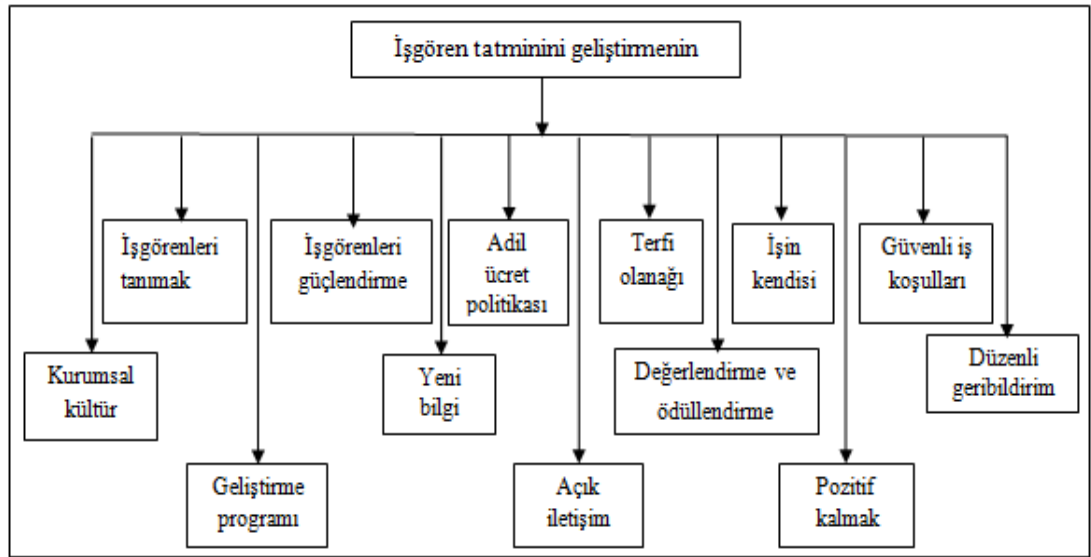 İşgören tatminini geliştirmenin
İşgörenleri
tanımak
İşgörenleri
güçlendirme
Adil
ücret
politikası
Terfi
olanağı
İşin
kendisi
Güvenli iş
koşulları
Kurumsal
kültür
Yeni
bilgi
Değerlendirme ve
ödüllendirme
Düzenli
geribildirim
Geliştirme
programı
Açık
iletişim
Pozitif
kalmak